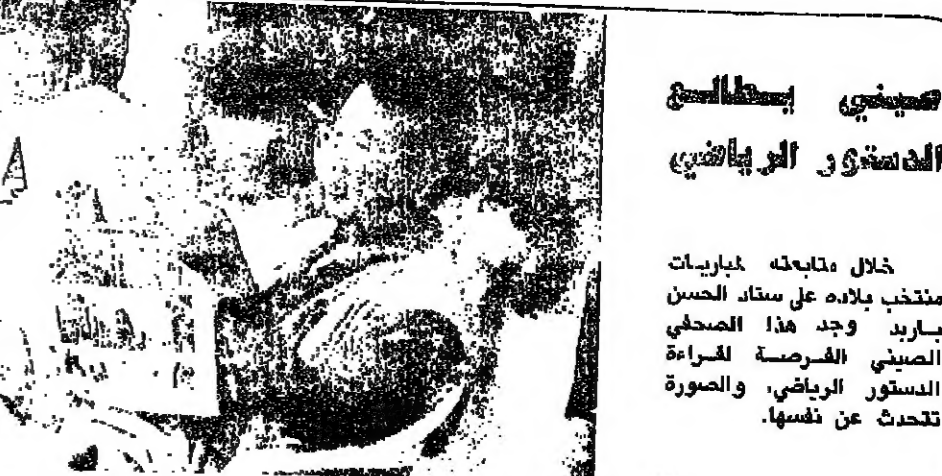 صيني يطالع
الدستور الرياضي
خلال متابعته لمباريات
منتخب بلاده على ستاد الحسن
باربد وجد هذا الصحفي
الصيني الفرصة لقراءة
الدستور الرياضي، والصورة
تتحدث عن نفسها.